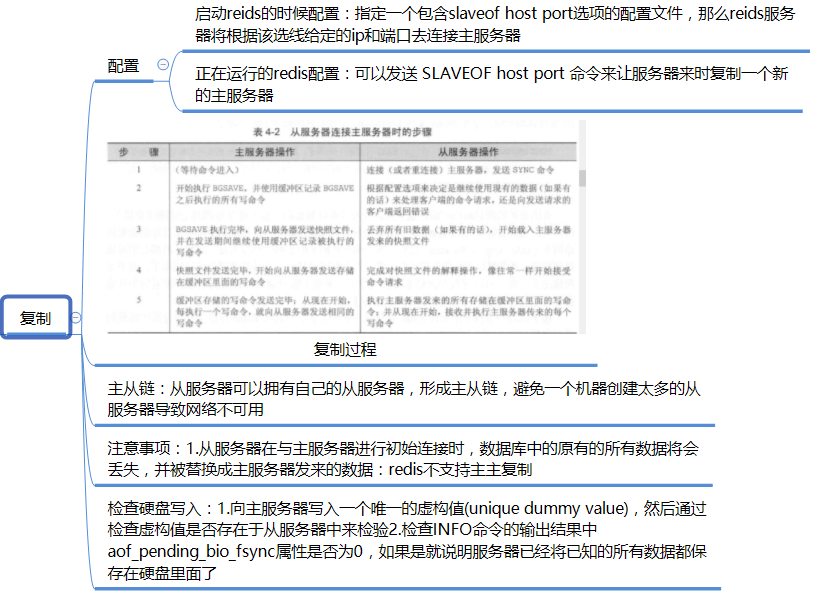 启动reids的时候配置：指定一个包含slaveof host port选项的配置文件，那么reids服务
器将根据该选线给定的ip和端口去连接主服务器
配置
正在运行的redis配置：可以发送 SLAVEOF host port 命令来让服务器来时复制一个新
的主服务器
表 4-2 从服务器连接主服务器时的步骤
步 骤 主服务器操作 从服务器操作
1 （等待命令进入） 连接（或者重连接）主服务器，发送 SYNC 命令
2 开始执行 BGSAVE，并使用缓冲区记录 BGSAVE 根据配置选项来决定是继续使用现有的数据（如果有
之后执行的所有写命令 的话）来处理客户端的命令请求，还是向发送请求的
客户端返回错误
3 BGSAVE 执行完毕，向从服务器发送快照文件， 丢弃所有旧数据（如果有的话），开始载入主服务器
并在发送期间继续使用缓冲区记录被执行的 发来的快照文件
写命令
4 快照文件发送完毕，开始向从服务器发送存储 完成对快照文件的解释操作，像往常一样开始接受
在缓冲区里面的写命令 命令请求
5 缓冲区存储的写命令发送完毕；从现在开始， 执行主服务器发来的所有存储在缓冲区里面的写命
每执行一个写命令，就向从服务器发送相同的 令；并从现在开始，接收并执行主服务器传来的每个
写命令 写命令
复制
复制过程
主从链：从服务器可以拥有自己的从服务器，形成主从链，避免一个机器创建太多的从
服务器导致网络不可用
注意事项：1.从服务器在与主服务器进行初始连接时，数据库中的原有的所有数据将会
丢失，并被替换成主服务器发来的数据：redis不支持主主复制
检查硬盘写入：1.向主服务器写入一个唯一的虚构值(unique dummy value)，然后通过
检查虚构值是否存在于从服务器中来检验2.检查INFO命令的输出结果中
aof_pending_bio_fsync属性是否为0，如果是就说明服务器已经将已知的所有数据都保
存在硬盘里面了